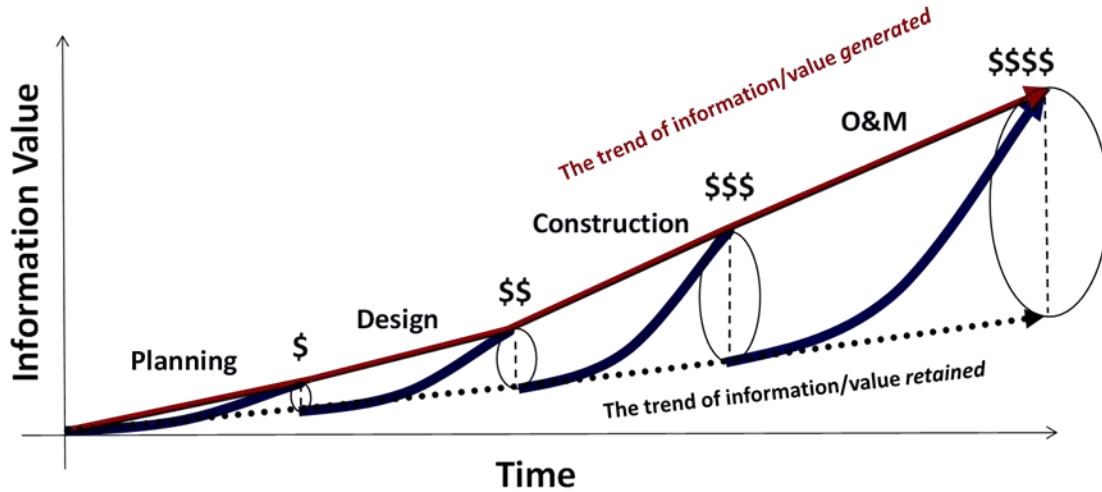 Information Value
The trend of information/value generated
$$$$
O&M
$$$
Construction
$$
Design
$
Planning
The trend of information/value retained
Time